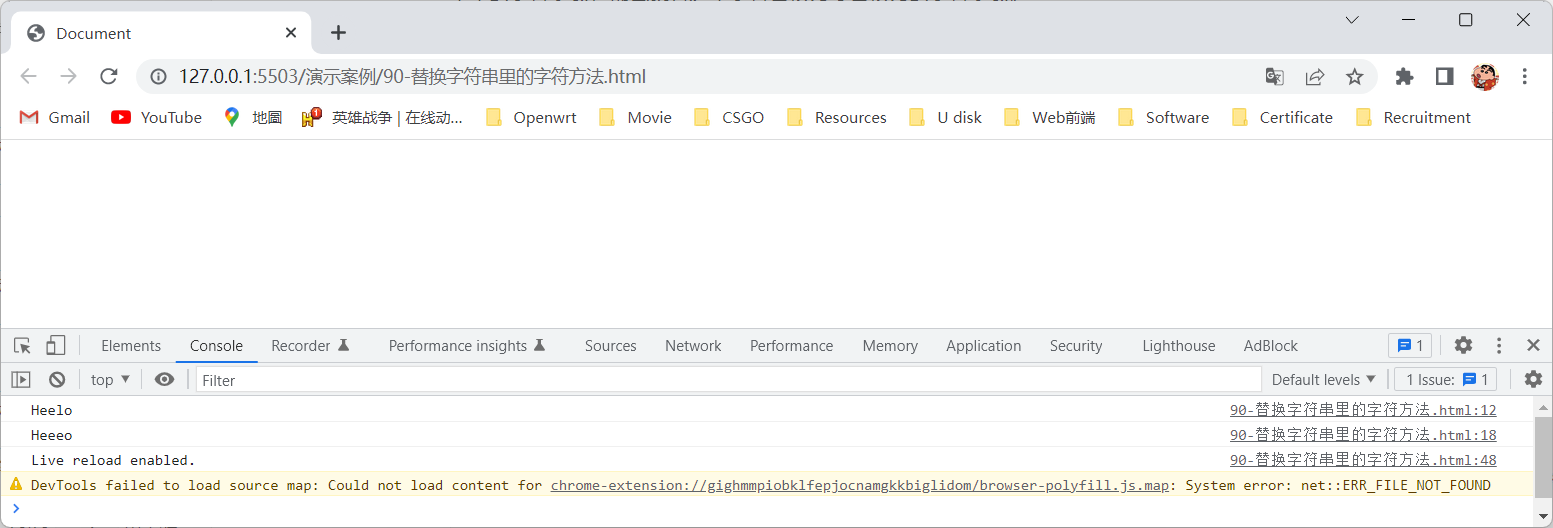 Document
127.0.0.1:5503/演示案例/90-替换字符串里的字符方法.html
Gmail YouTube 地圖 英雄战争 | 在线动... Openwrt Movie CSGO Resources U disk Web前端 Software Certificate Recruitment
Elements Console Recorder Performance insights Sources Network Performance Memory Application Security Lighthouse AdBlock 1
top Filter Default levels 1 Issue: 1
Heelo 90-替换字符串里的字符方法.html:12
Heeeo 90-替换字符串里的字符方法.html:18
Live reload enabled. 90-替换字符串里的字符方法.html:48
DevTools failed to load source map: Could not load content for chrome-extension://gighmmpiobklfepjocnamgkkbiglidom/browser-polyfill.js.map: System error: net::ERR_FILE_NOT_FOUND